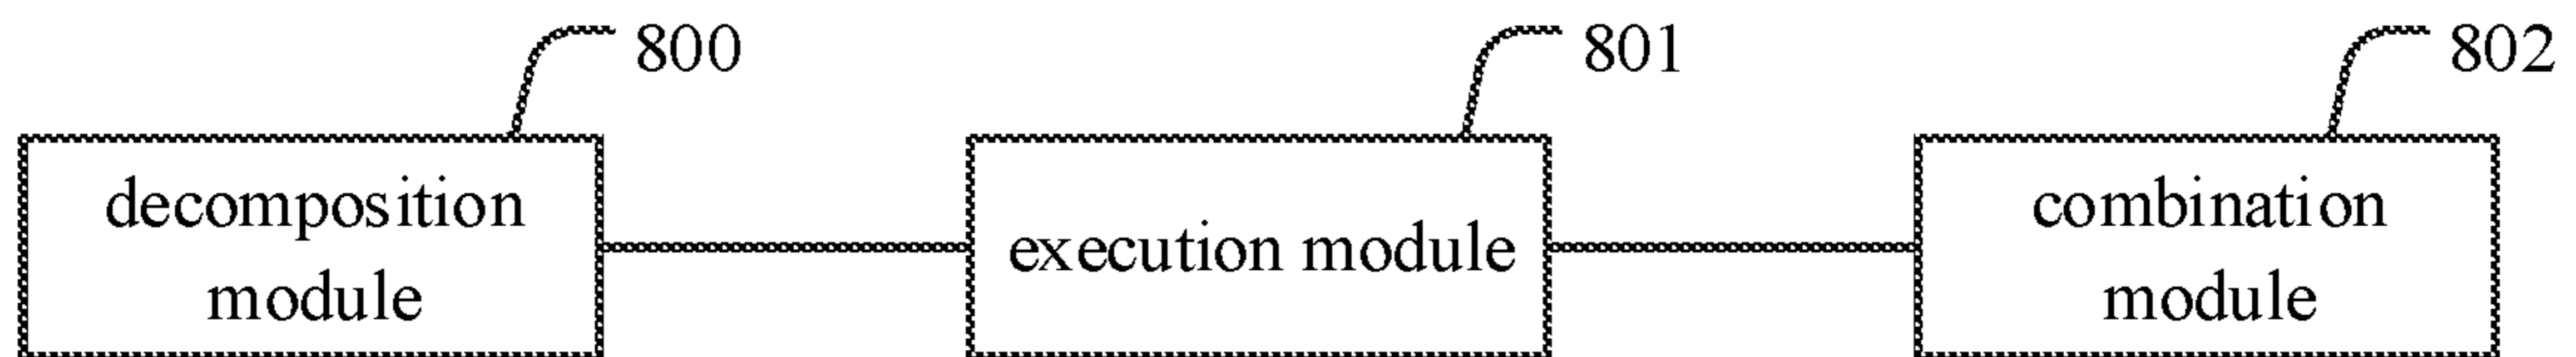 800
801
802
decomposition
module
execution module
combination
module